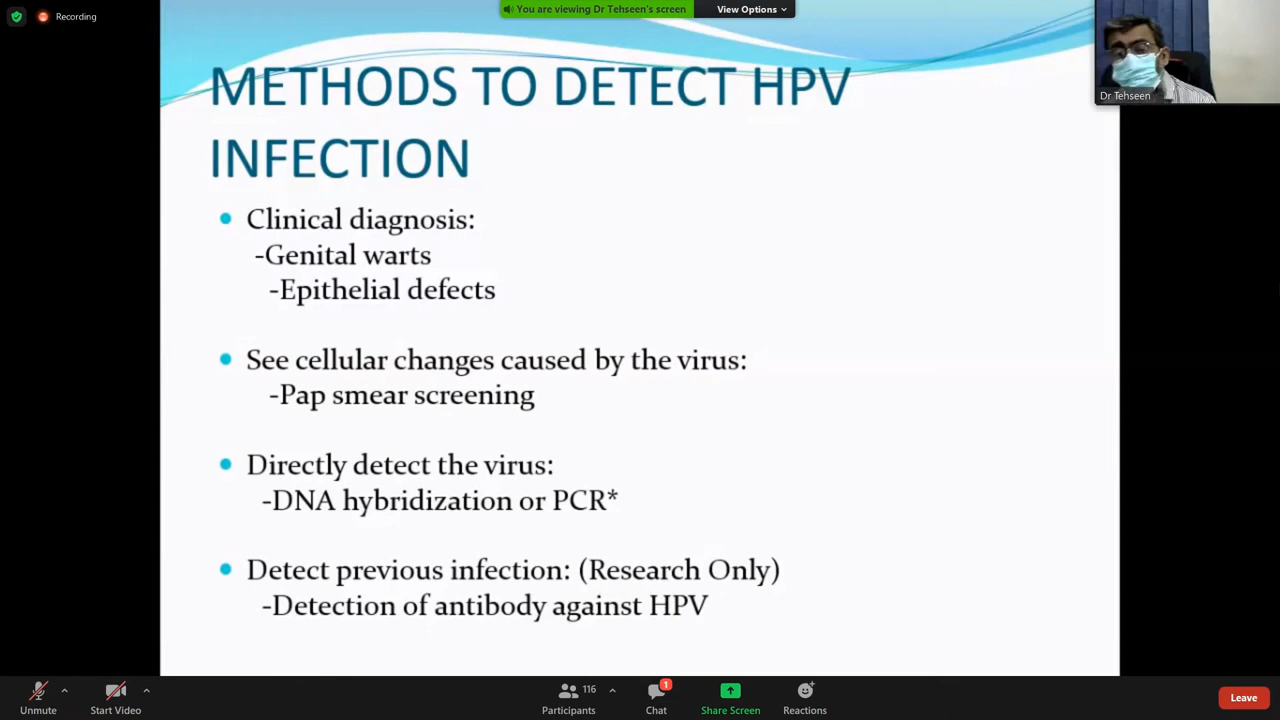 Recording
You are viewing Dr Tehseen's screen
View Options
Dr Tehseen
METHODS TO DETECT HPV
INFECTION
Clinical diagnosis:
-Genital warts
-Epithelial defects
See cellular changes caused by the virus:
-Pap smear screening
Directly detect the virus:
-DNA hybridization or PCR*
Detect previous infection: (Research Only)
-Detection of antibody against HPV
Unmute
Start Video
116
Participants
1
Chat
Share Screen
Reactions
Leave